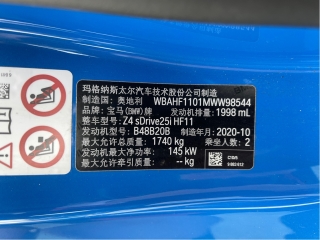 玛格纳斯太尔汽车技术股份公司制造
制造国：奥地利 WBAHF1101MWW98544
品牌：宝马(BMW)牌 发动机排量：1998 mL
整车型号：Z4 sDrive25i HF11
发动机型号：B48B20B 制造年月：2020-10
最大允许总质量：1740 kg 乘坐人数：2
发动机最大净功率：145 kW
最大允许牵引质量：-- kg